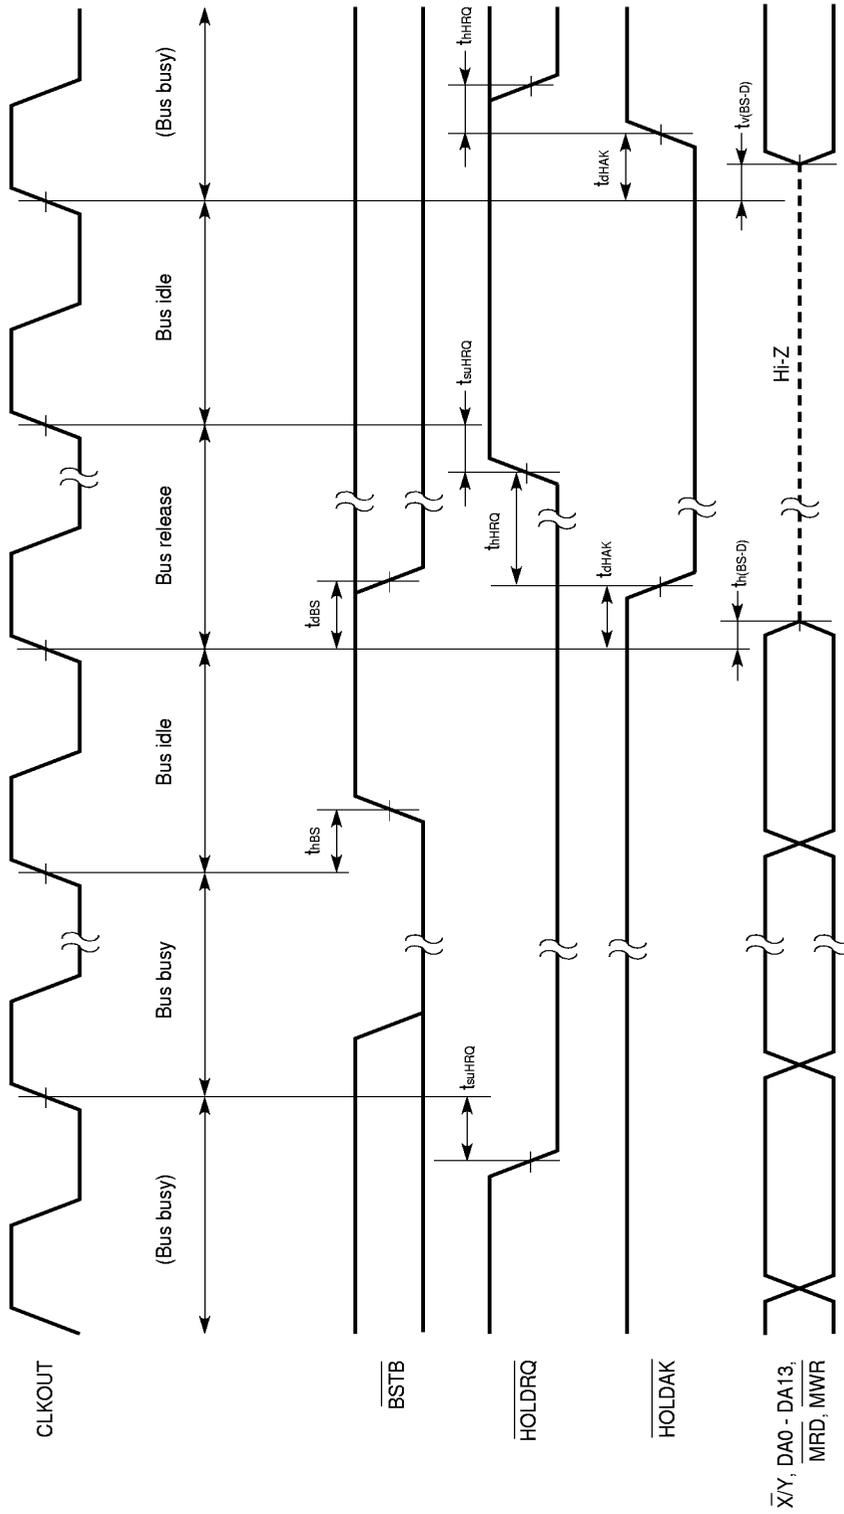 CLKOUT
(Bus busy)
Bus busy
Bus idle
Bus release
Bus idle
(Bus busy)
BSTB
thBS
tdBS
HOLDRQ
tsuHRQ
thHRQ
tsuHRQ
thHRQ
HOLDAK
tdHAK
tdHAK
X/Y, DA0 - DA13,
MRD, MWR
th(BS-D)
Hi-Z
tv(BS-D)